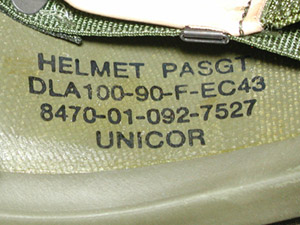 HELMET PASGT
DLA100-90-F-EC43
8470-01-092-7527
UNICOR